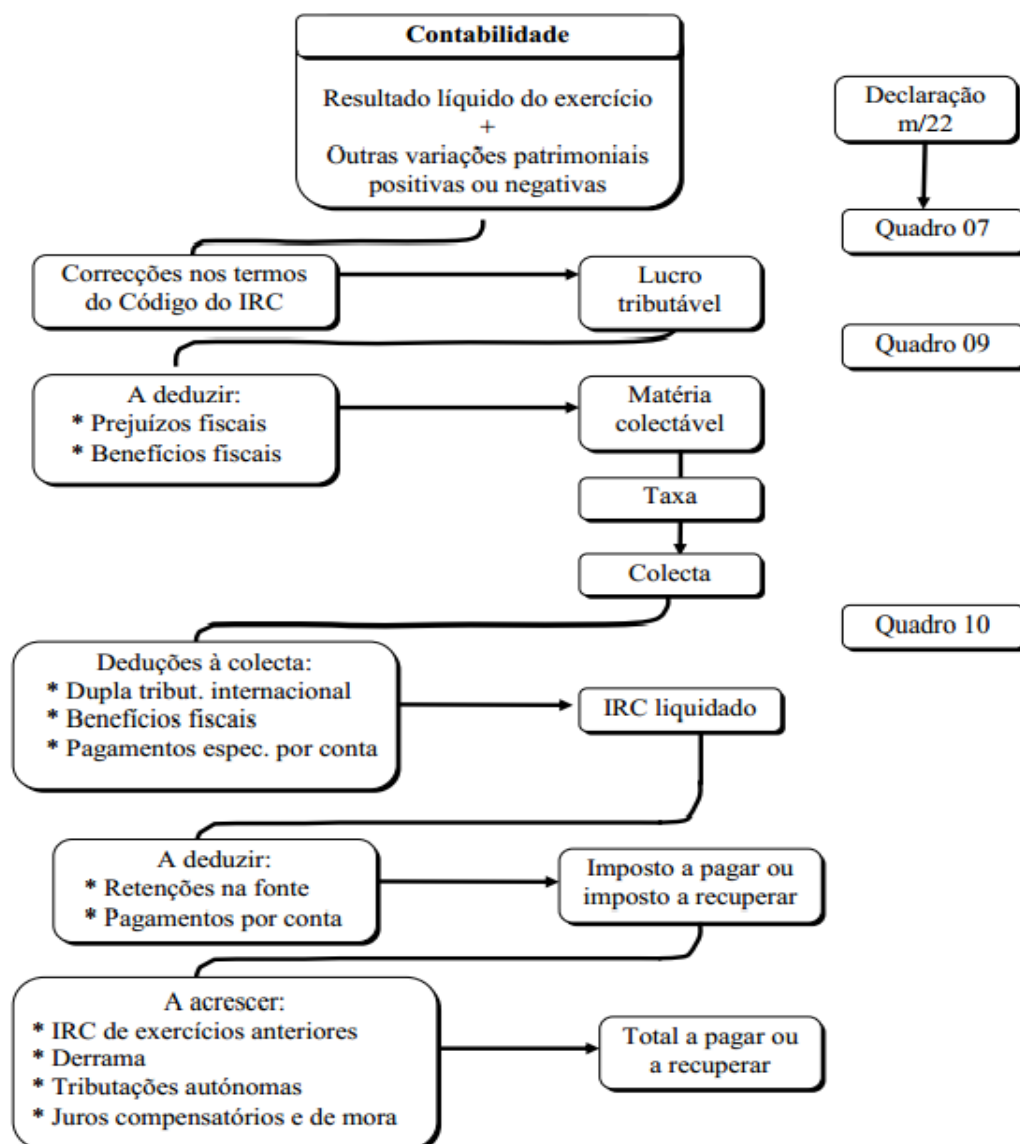 Contabilidade
Resultado líquido do exercício
+
Outras variações patrimoniais
positivas ou negativas
Declaração
m/22
Quadro 07
Correcções nos termos
do Código do IRC
Lucro
tributável
Quadro 09
A deduzir:
* Prejuízos fiscais
* Benefícios fiscais
Matéria
colectável
Taxa
Colecta
Quadro 10
Deduções à colecta:
* Dupla tribut. internacional
* Benefícios fiscais
* Pagamentos espec. por conta
IRC liquidado
A deduzir:
* Retenções na fonte
* Pagamentos por conta
Imposto a pagar ou
imposto a recuperar
A acrescer:
* IRC de exercícios anteriores
* Derrama
* Tributações autónomas
* Juros compensatórios e de mora
Total a pagar ou
a recuperar